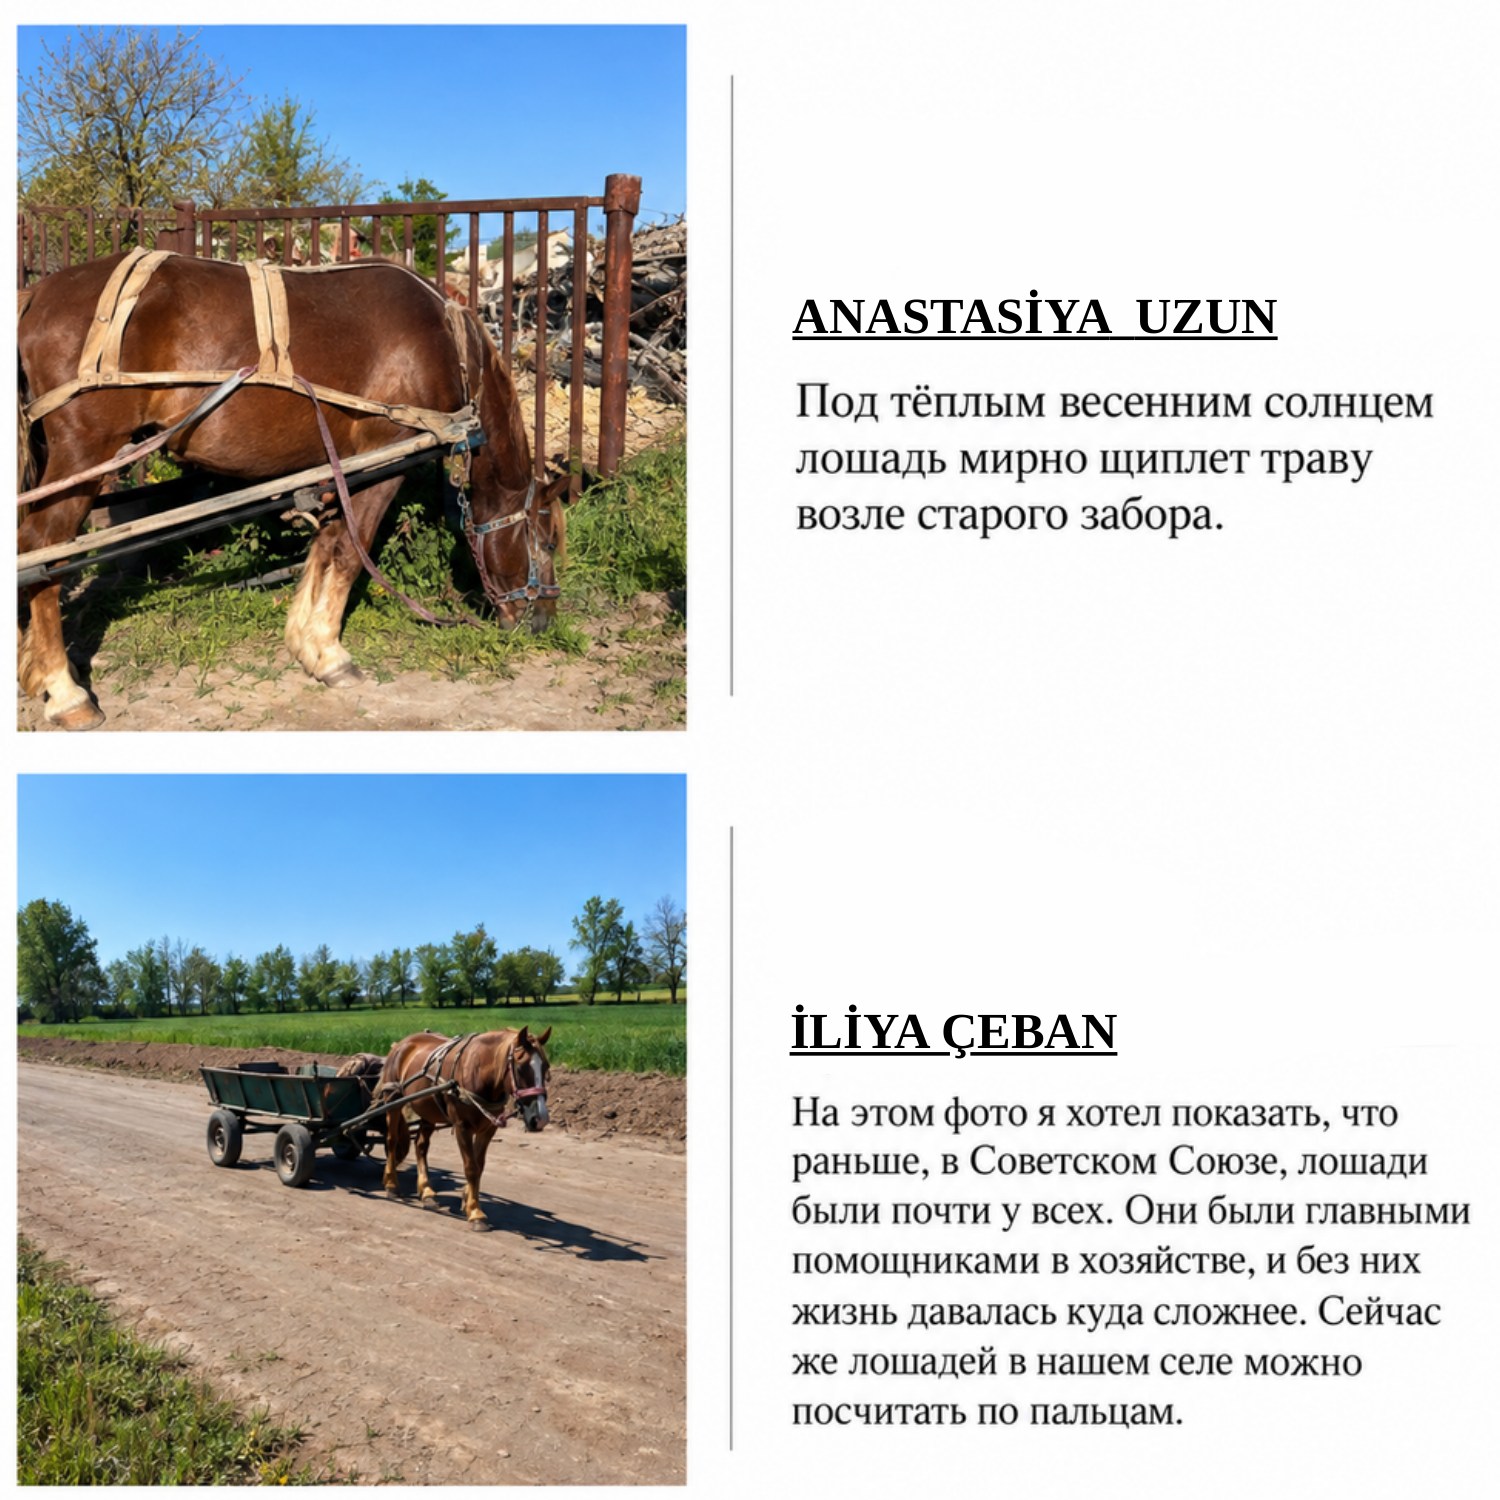 ANASTASİYA UZUN
Под тёплым весенним солнцем
лошадь мирно щиплет траву
возле старого забора.
İLİYA ÇEBAN
На этом фото я хотел показать, что
раньше, в Советском Союзе, лошади
были почти у всех. Они были главными
помощниками в хозяйстве, и без них
жизнь давалась куда сложнее. Сейчас
же лошадей в нашем селе можно
посчитать по пальцам.